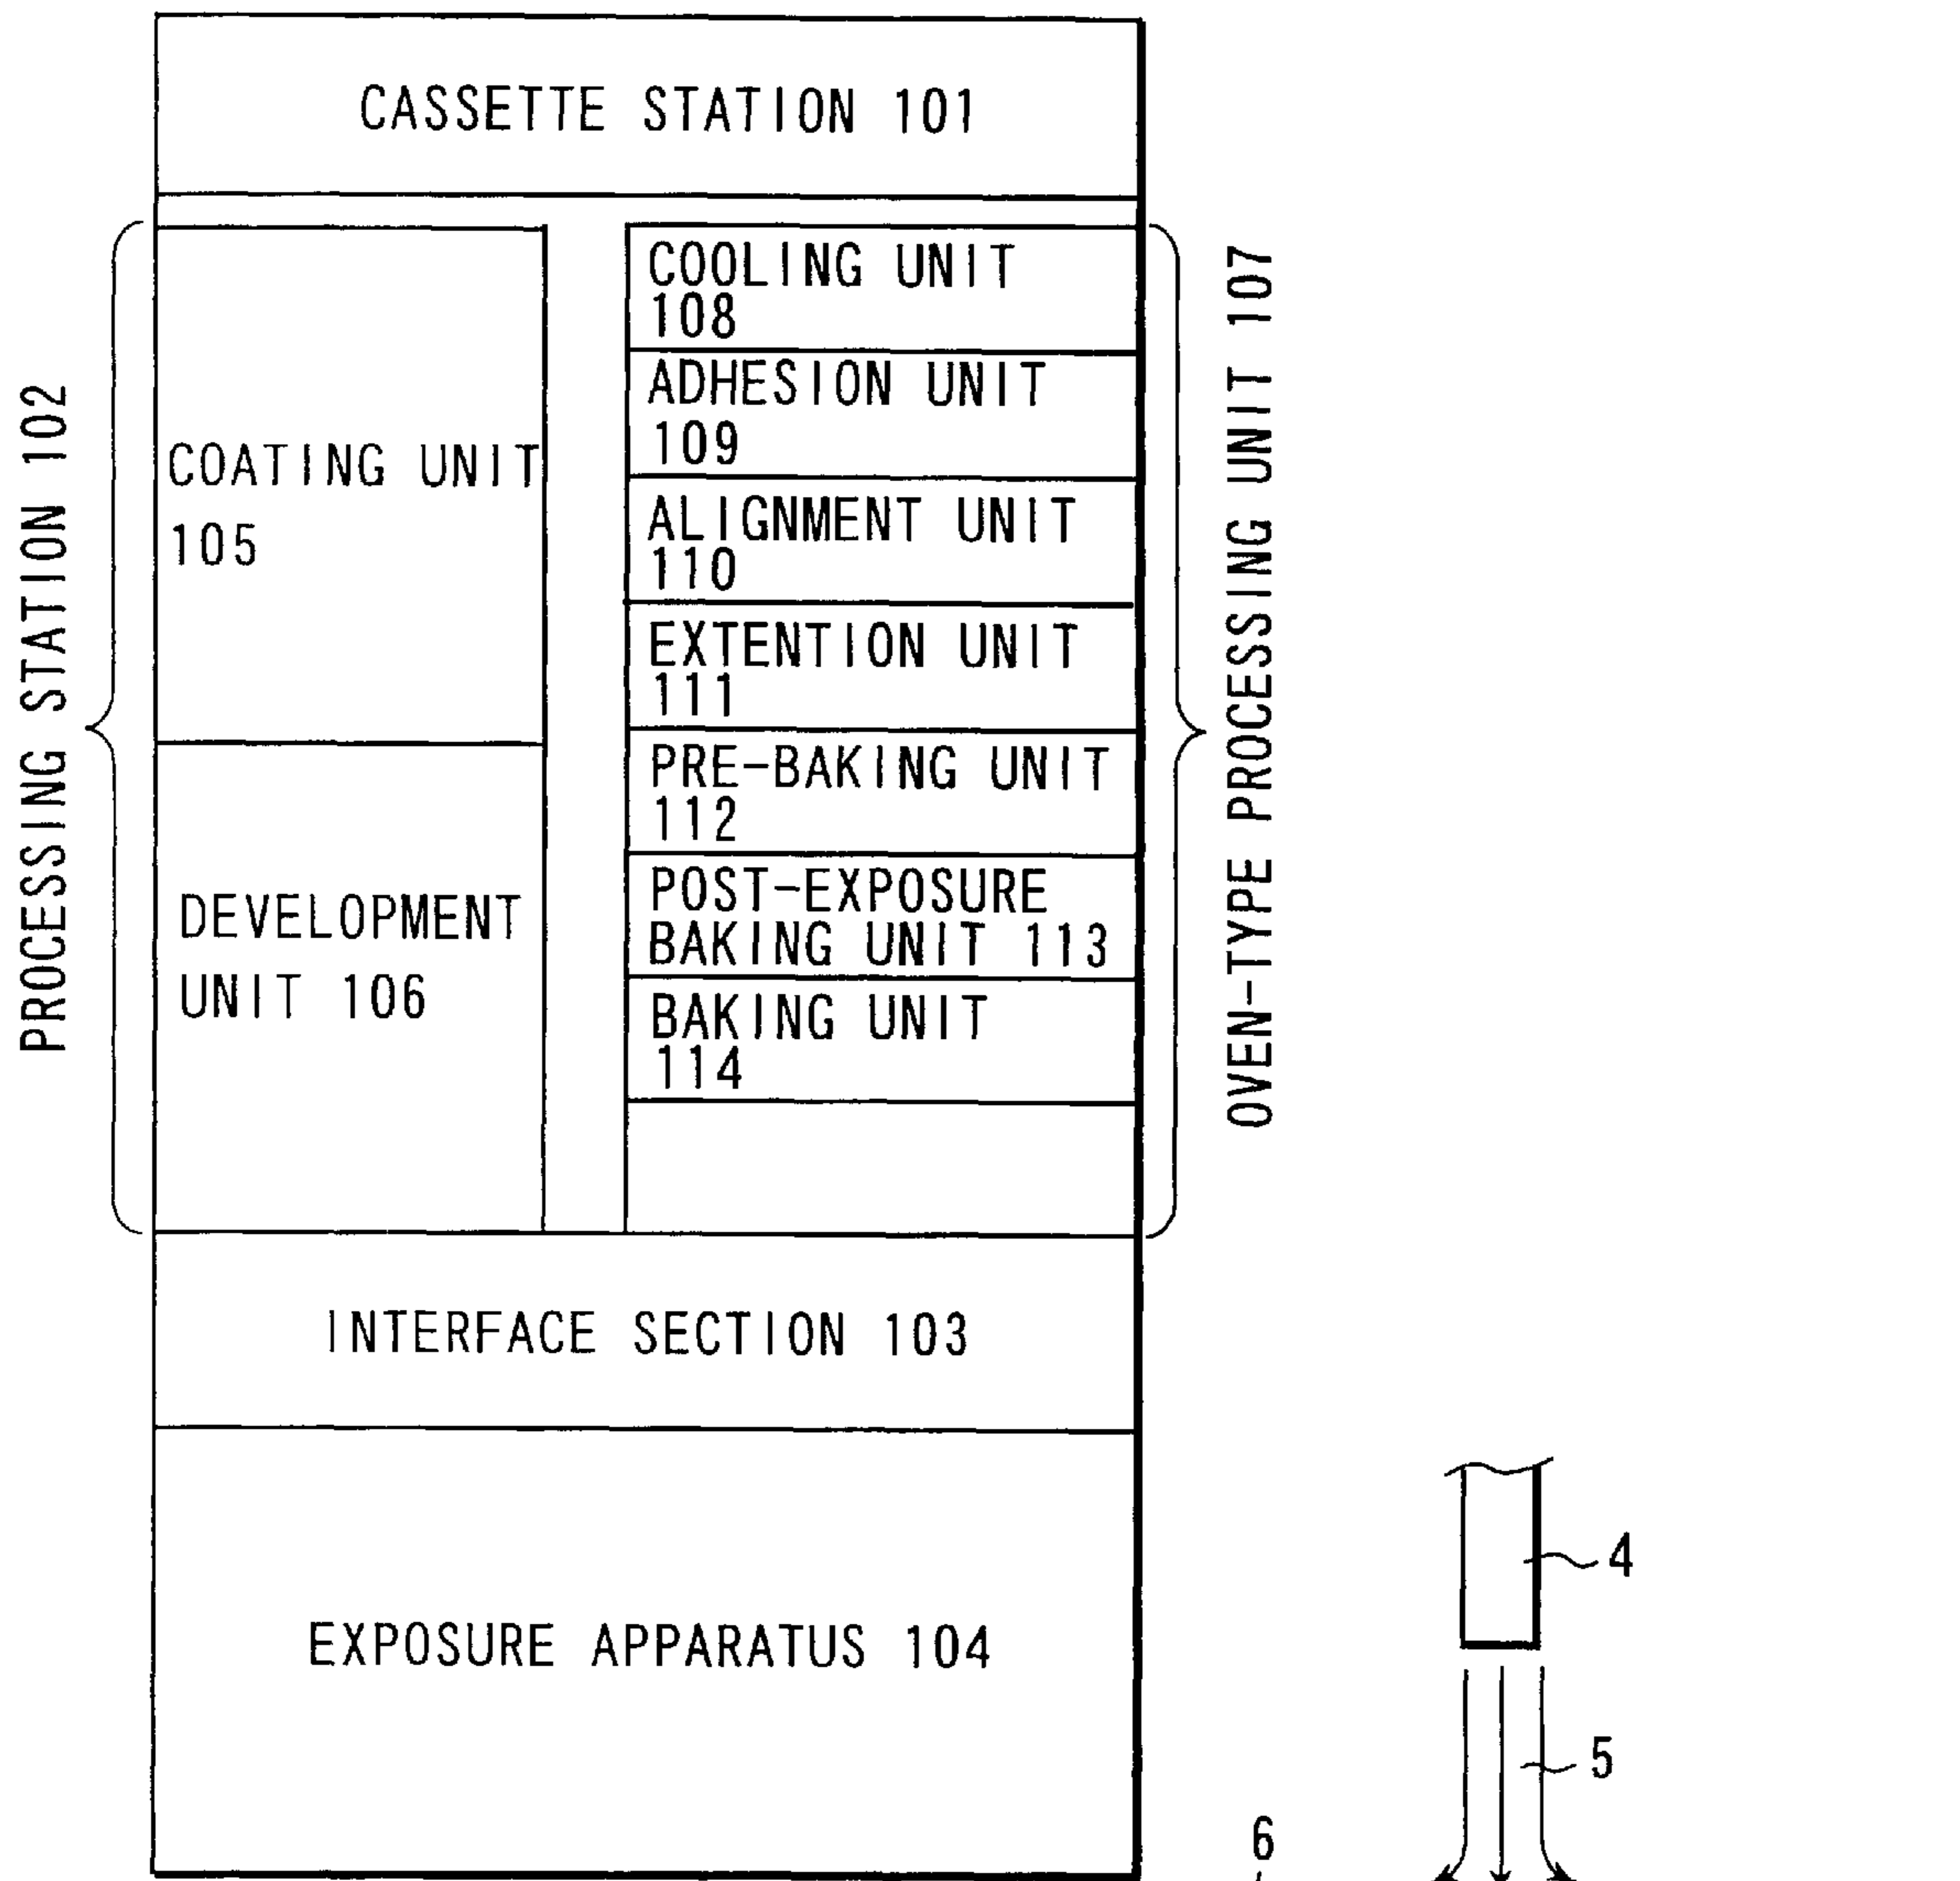 CASSETTE STATION 101
PROCESSING STATION 102
COATING UNIT
105
DEVELOPMENT
UNIT 106
COOLING UNIT
108
ADHESION UNIT
109
ALIGNMENT UNIT
110
EXTENTION UNIT
111
PRE-BAKING UNIT
112
POST-EXPOSURE
BAKING UNIT 113
BAKING UNIT
114
OVEN-TYPE PROCESSING UNIT 107
INTERFACE SECTION 103
EXPOSURE APPARATUS 104
4
5
6